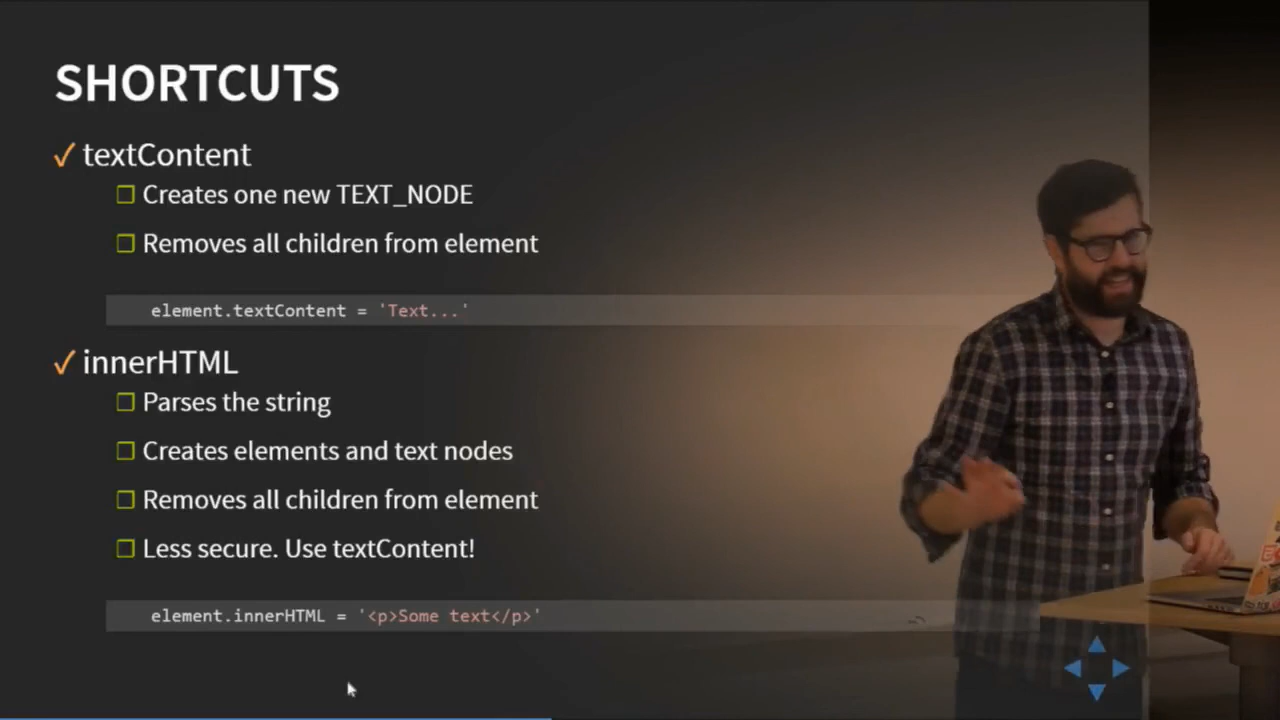 SHORTCUTS
✓ textContent
❐ Creates one new TEXT_NODE
❐ Removes all children from element
element.textContent = 'Text...'
✓ innerHTML
❐ Parses the string
❐ Creates elements and text nodes
❐ Removes all children from element
❐ Less secure. Use textContent!
element.innerHTML = '<p>Some text</p>'